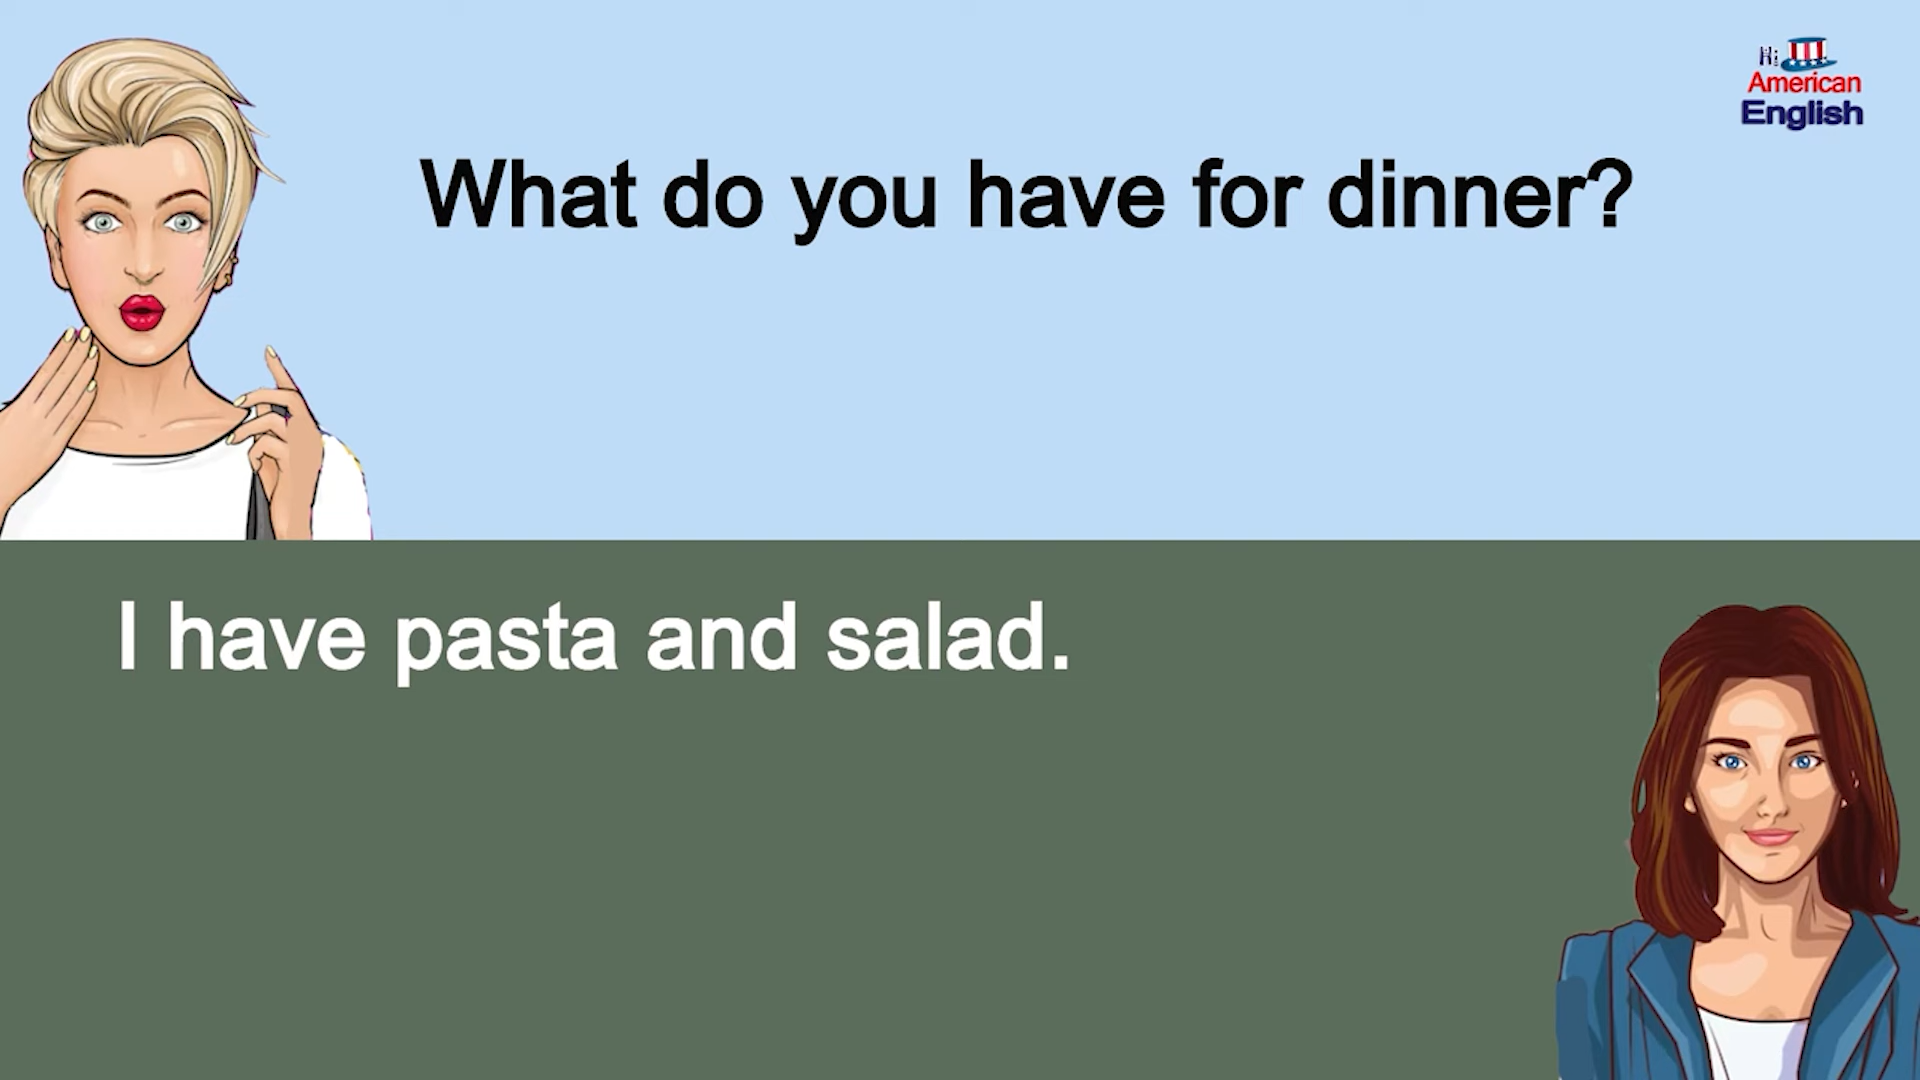 Hi
American
English
What do you have for dinner?
I have pasta and salad.